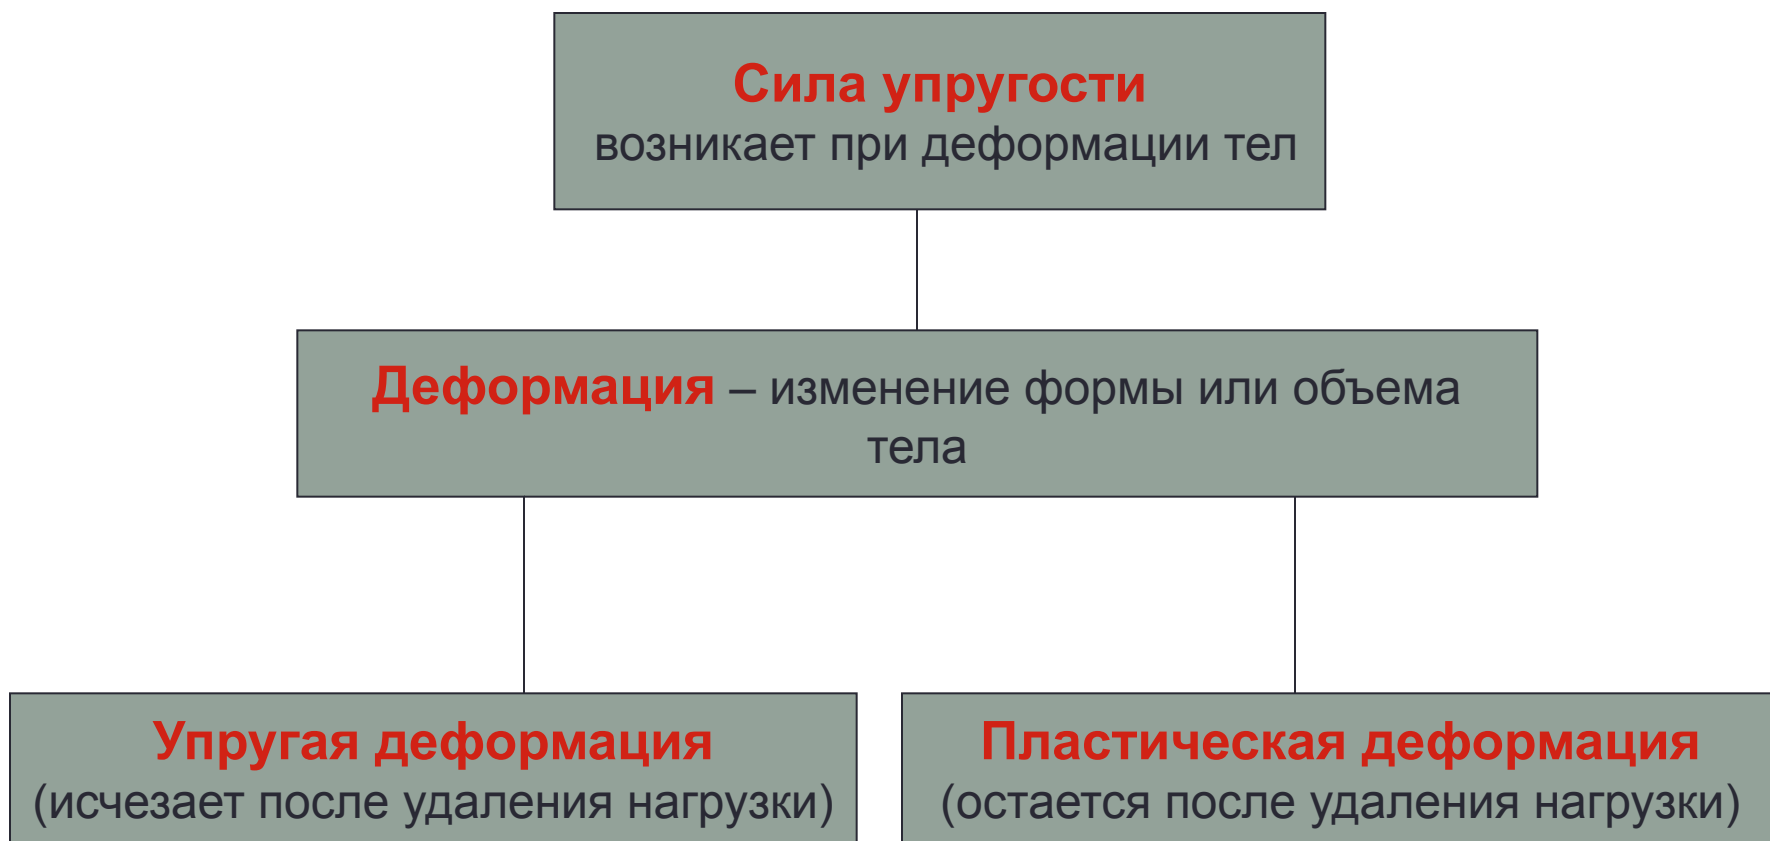 Сила упругости
возникает при деформации тел
Деформация – изменение формы или объема
тела
Упругая деформация
(исчезает после удаления нагрузки)
Пластическая деформация
(остается после удаления нагрузки)